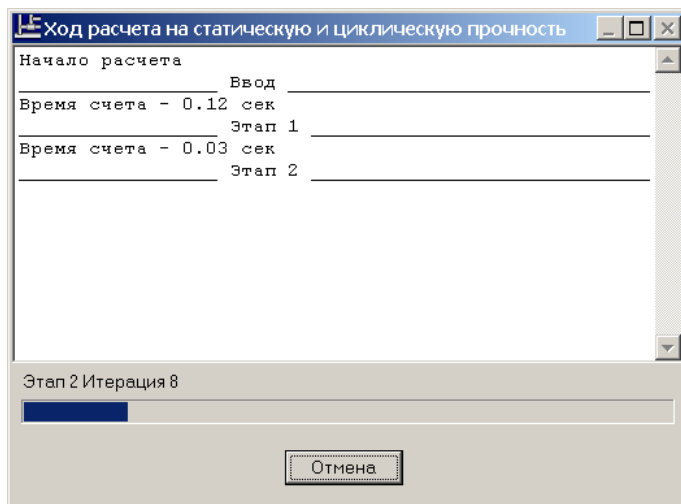 Ход расчета на статическую и циклическую прочность
Начало расчета
Ввод
Время счета - 0.12 сек
Этап 1
Время счета - 0.03 сек
Этап 2
Этап 2 Итерация 8
Отмена